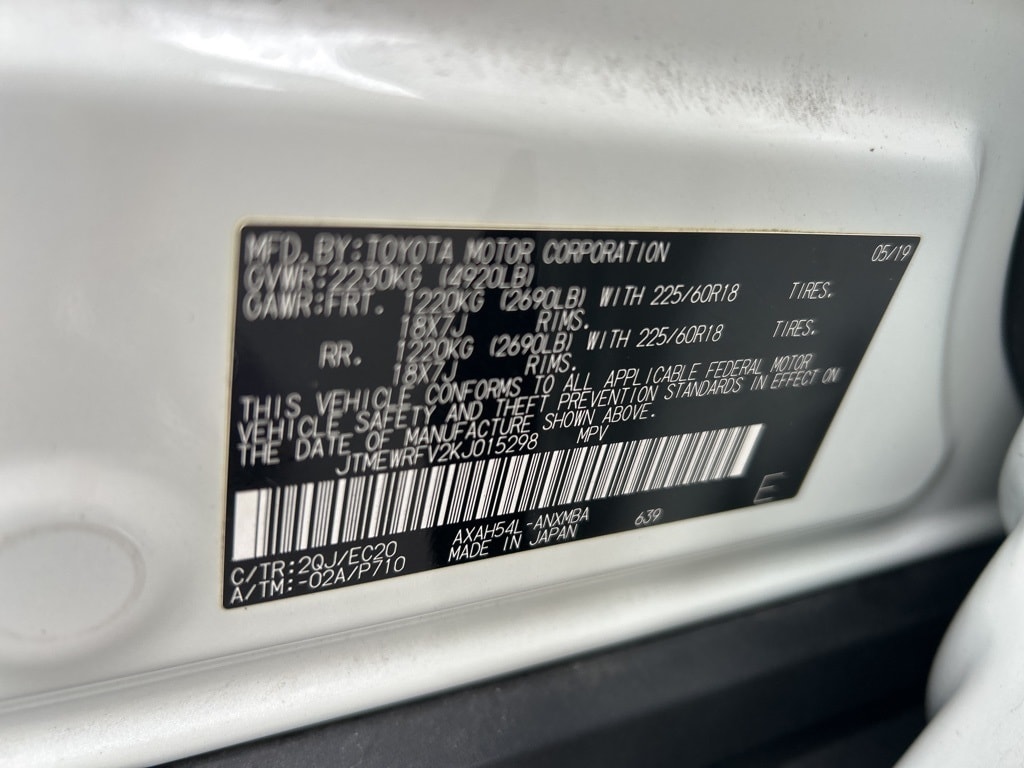 MFD. BY: TOYOTA MOTOR CORPORATION 05/19
GVWR: 2230KG (4920LB)
GAWR: FRT. 1220KG (2690LB) WITH 225/60R18 TIRES.
18X7J RIMS.
RR. 1220KG (2690LB) WITH 225/60R18 TIRES.
18X7J RIMS.
THIS VEHICLE CONFORMS TO ALL APPLICABLE FEDERAL MOTOR
VEHICLE SAFETY AND THEFT PREVENTION STANDARDS IN EFFECT ON
THE DATE OF MANUFACTURE SHOWN ABOVE.
JTMEWRFV2KJ015298 MPV
E
C/TR: 2QJ/EC20 AXAH54L-ANXMBA 639
A/TM: -02A/P710 MADE IN JAPAN